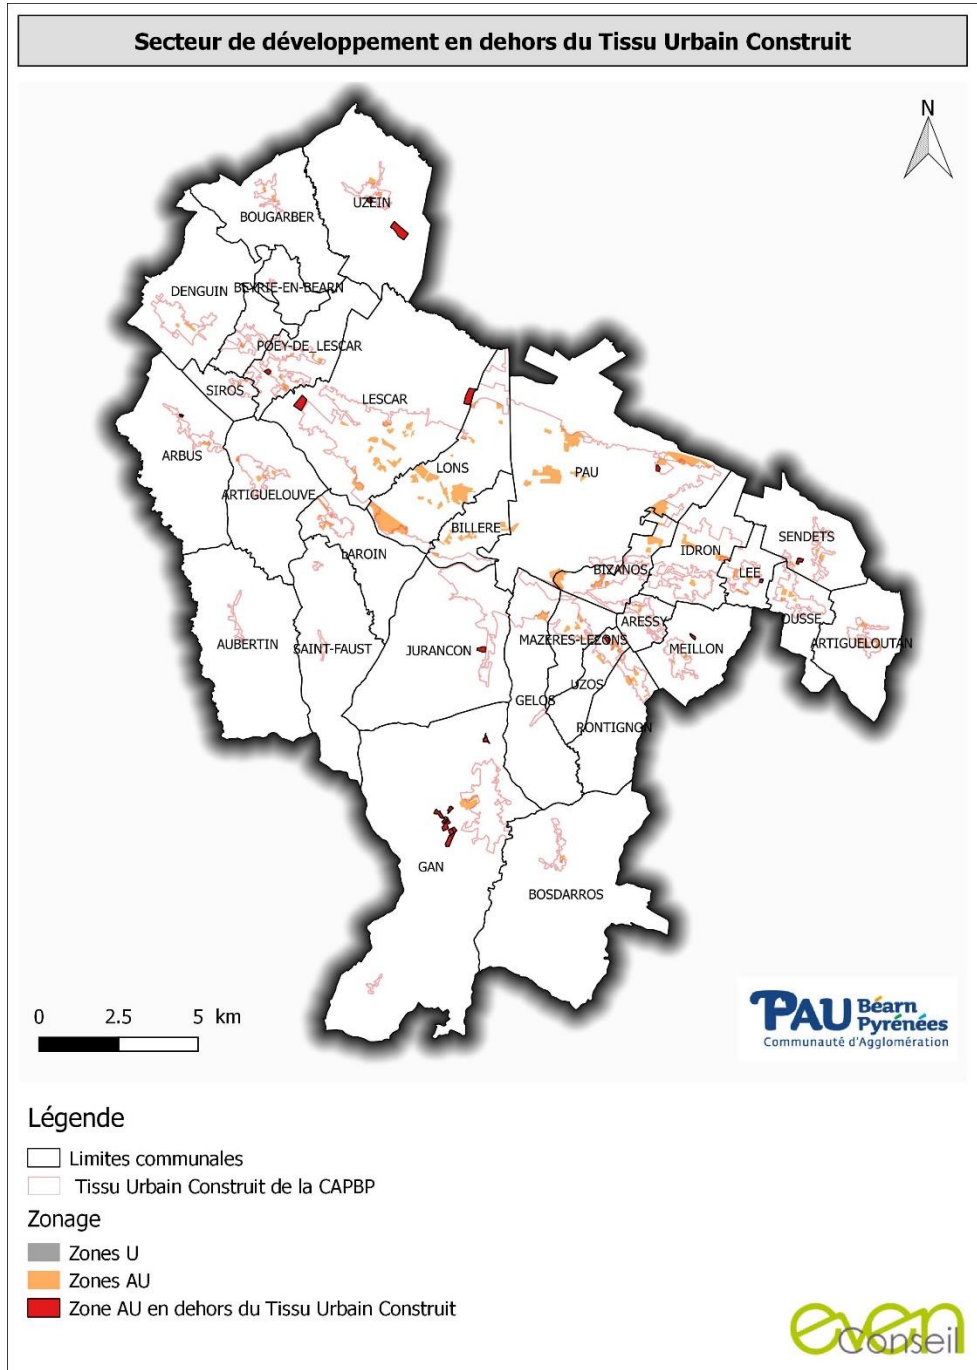 Secteur de développement en dehors du Tissu Urbain Construit
N
UZEIN
BOUGARBER
DENGUIN
BEYRIE-EN-BEARN
POEY-DE_LESCAR
SIROS
LESCAR
ARBUS
LONS
PAU
ARTIGUELOUVE
BILLERE
SENDETS
IDRON
LAROIN
BIZANOS
LEE
OUSSE
ARESSY
AUBERTIN
SAINT-FAUST
JURANCON
MAZERES-LEZONS
MEILLON
ARTIGUELOUTAN
UZOS
GELOS
RONTIGNON
GAN
BOSDARROS
0 2.5 5 km
PAU Béarn
Pyrénées
Communauté d'Agglomération
Légende
Limites communales
Tissu Urbain Construit de la CAPBP
Zonage
Zones U
Zones AU
Zone AU en dehors du Tissu Urbain Construit
even
Conseil